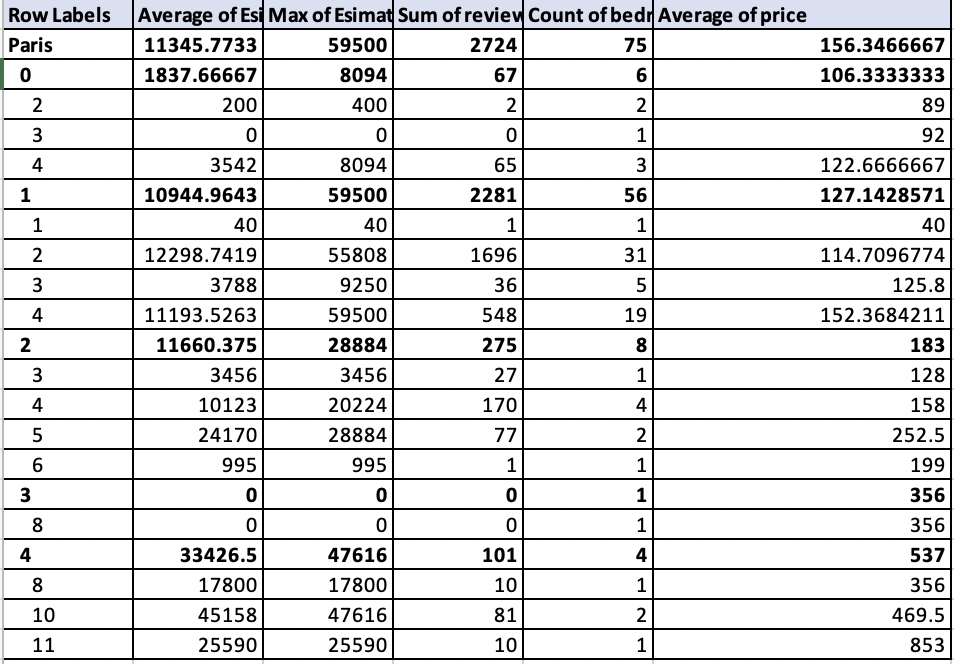 Row Labels Average of Esi Max of Esimat Sum of review Count of bedr Average of price
Paris 11345.7733 59500 2724 75 156.3466667
0 1837.66667 8094 67 6 106.3333333
2 200 400 2 2 89
3 0 0 0 1 92
4 3542 8094 65 3 122.6666667
1 10944.9643 59500 2281 56 127.1428571
1 40 40 1 1 40
2 12298.7419 55808 1696 31 114.7096774
3 3788 9250 36 5 125.8
4 11193.5263 59500 548 19 152.3684211
2 11660.375 28884 275 8 183
3 3456 3456 27 1 128
4 10123 20224 170 4 158
5 24170 28884 77 2 252.5
6 995 995 1 1 199
3 0 0 0 1 356
8 0 0 0 1 356
4 33426.5 47616 101 4 537
8 17800 17800 10 1 356
10 45158 47616 81 2 469.5
11 25590 25590 10 1 853